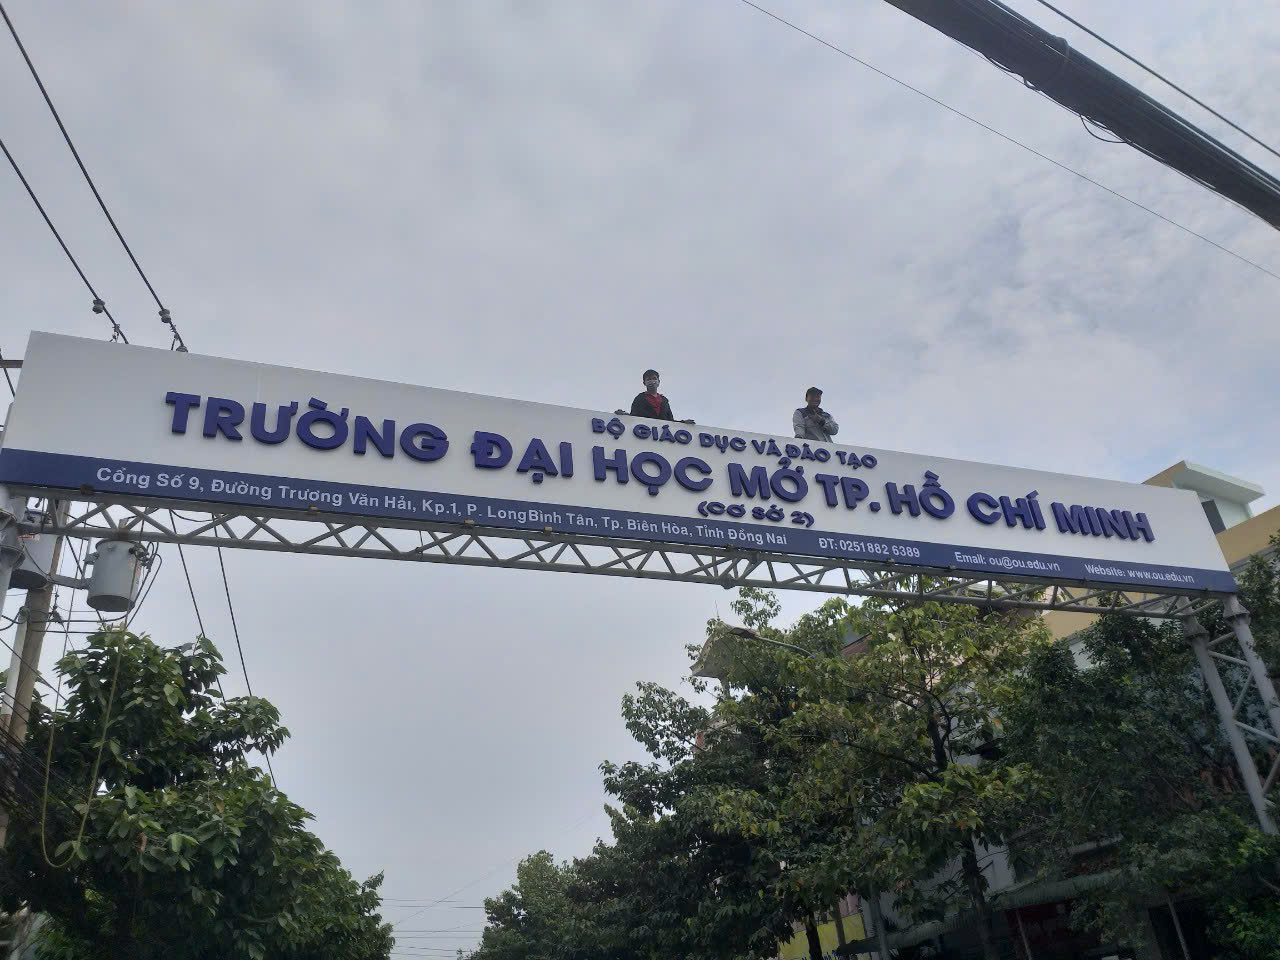 BỘ GIÁO DỤC VÀ ĐÀO TẠO
TRƯỜNG ĐẠI HỌC MỞ TP. HỒ CHÍ MINH
(CƠ SỞ 2)
Cổng Số 9, Đường Trương Văn Hải, Kp.1, P. LongBình Tân, Tp. Biên Hòa, Tỉnh Đồng Nai ĐT: 0251 882 6389 Email: ou@ou.edu.vn Website: www.ou.edu.vn